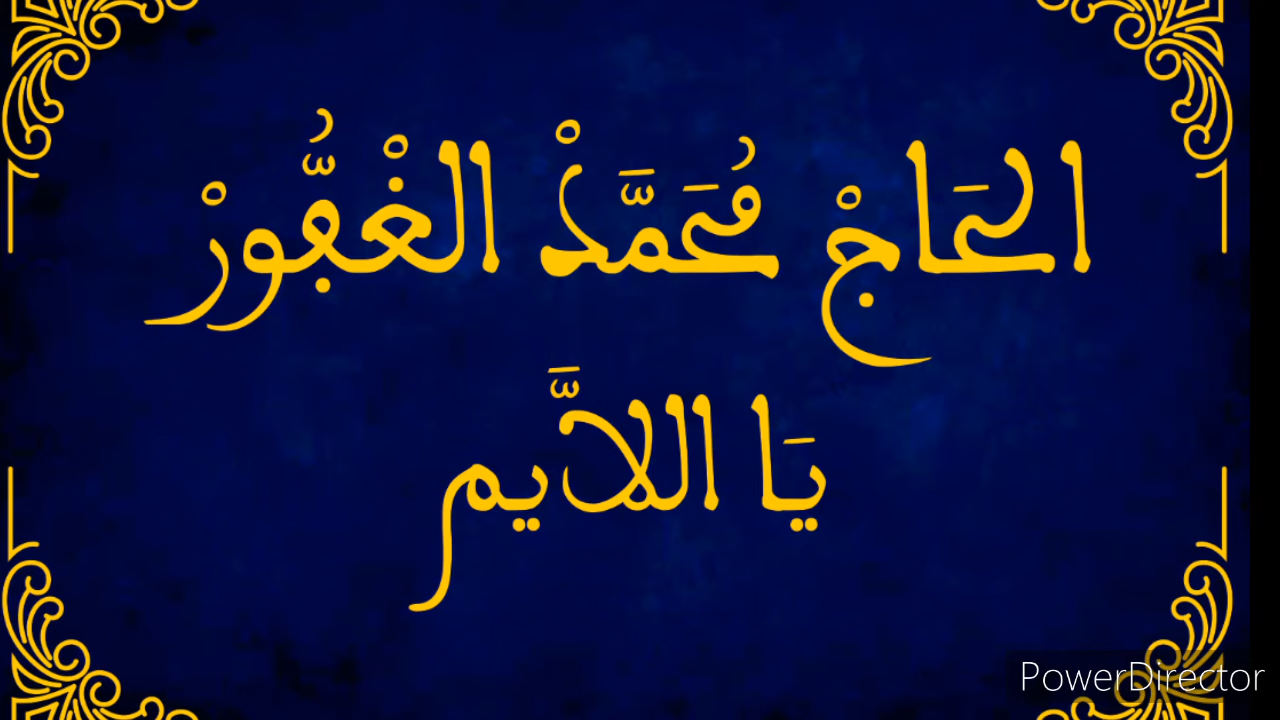 الحَاجْ مُحَمَّدْ الغْفُّورْ
يَا اللاَّيم
PowerDirector